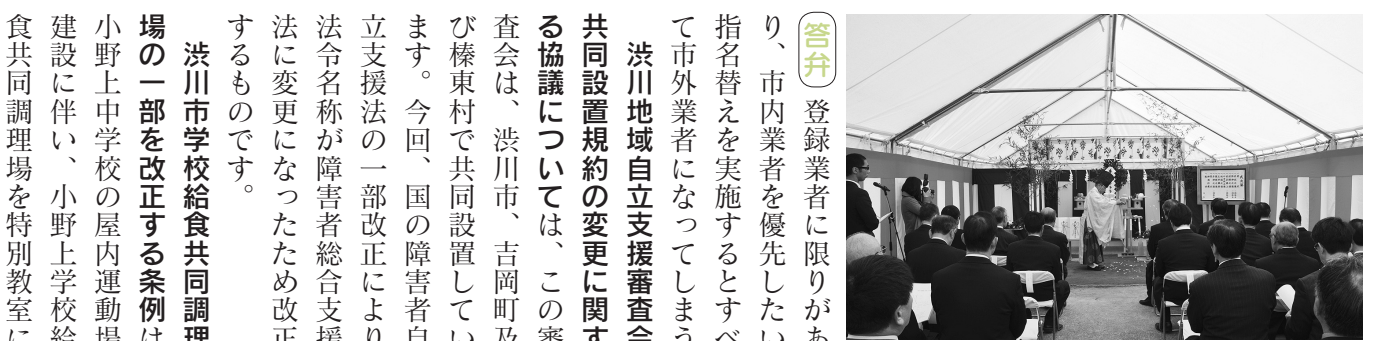 答弁 登録業者に限りがあ
り、市内業者を優先したい
指名替えを実施するとすべ
て市外業者になってしまう
渋川地域自立支援審査会
共同設置規約の変更に関す
る協議については、この審
査会は、渋川市、吉岡町及
び榛東村で共同設置してい
ます。今回、国の障害者自
立支援法の一部改正により
法令名称が障害者総合支援
法に変更になったため改正
するものです。
渋川市学校給食共同調理
場の一部を改正する条例は
小野上中学校の屋内運動場
建設に伴い、小野上学校給
食共同調理場を特別教室に